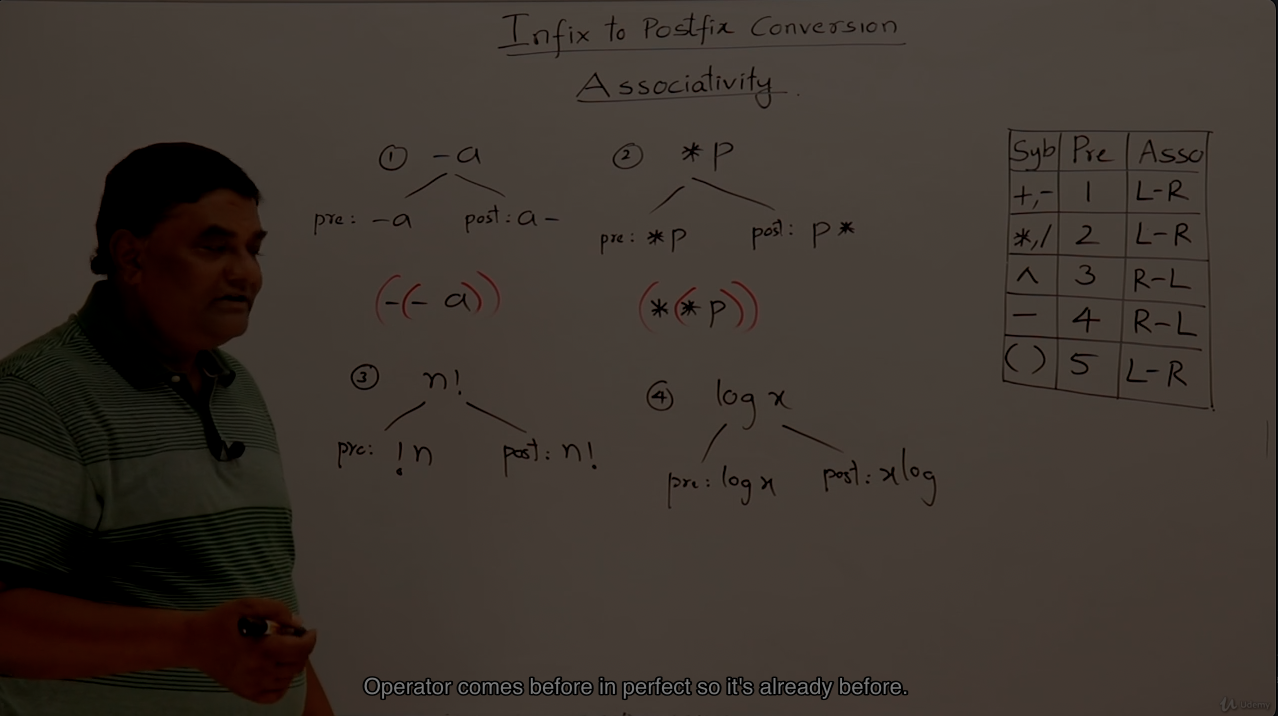 Infix to Postfix Conversion
Associativity.
① -a
pre: -a post: a-
(-(-a))
② *p
pre: *p post: p*
(*(*p))
③ n!
pre: !n post: n!
④ log x
pre: log x post: x log
Syb Pre Asso
+,- 1 L-R
*,/ 2 L-R
^ 3 R-L
- 4 R-L
( ) 5 L-R
Operator comes before in perfect so it's already before.
Udemy